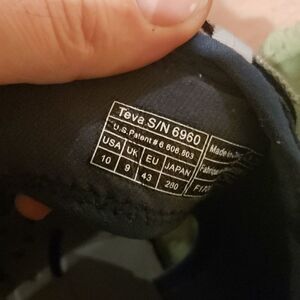 Teva S/N 6960
U.S. Patent # 6,606,803
USA UK EU JAPAN
10 9 43 280
Made in